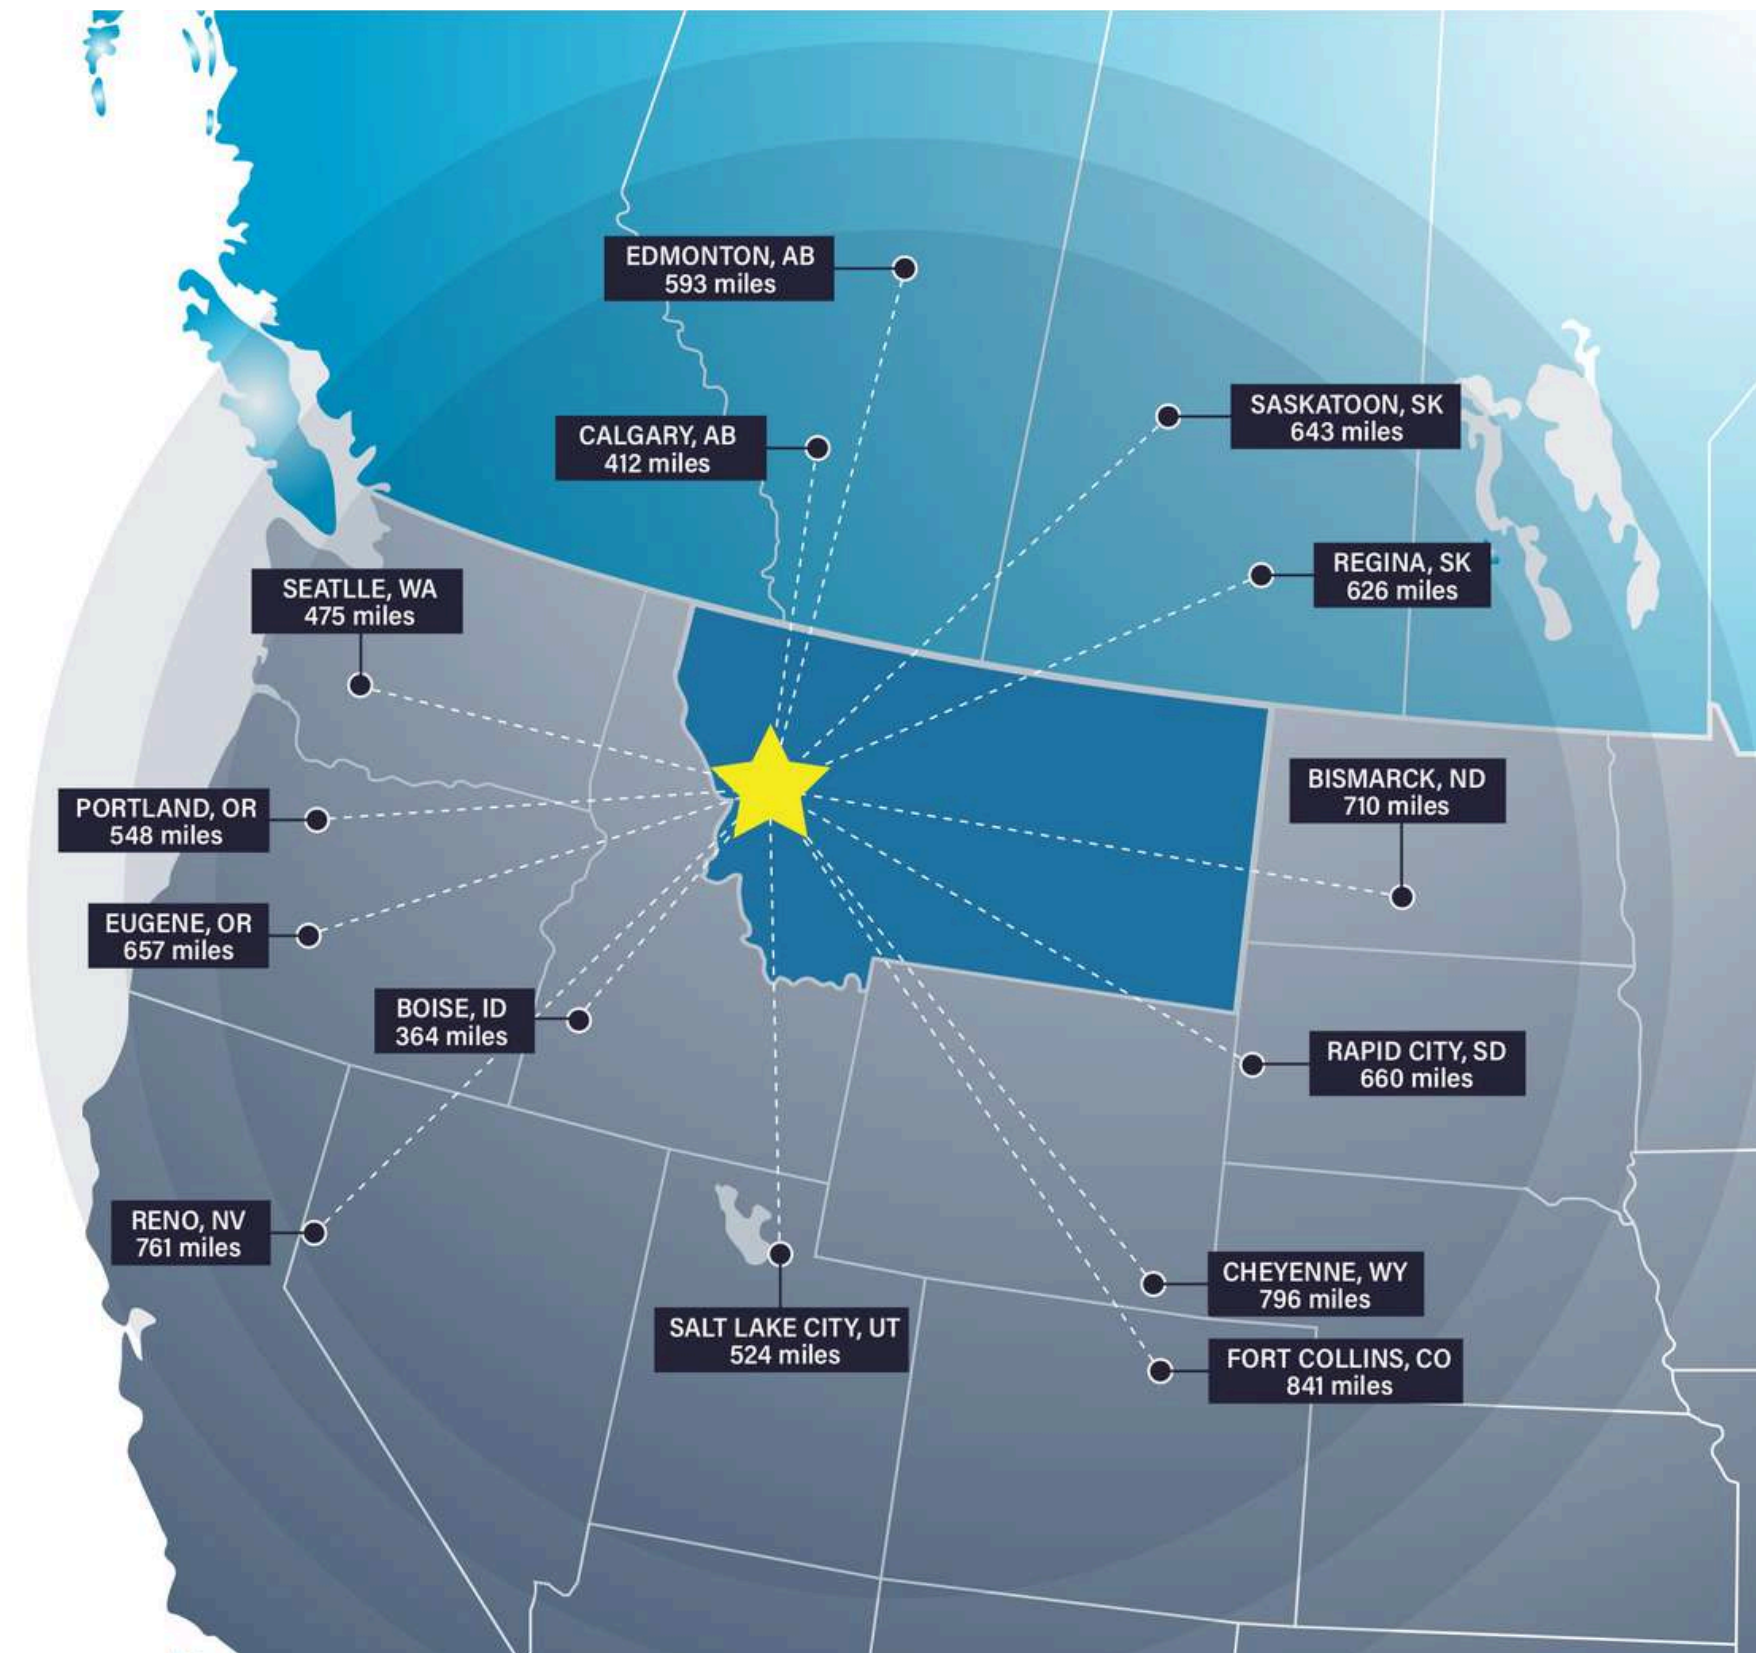 EDMONTON, AB
593 miles
SASKATOON, SK
643 miles
CALGARY, AB
412 miles
REGINA, SK
626 miles
SEATLLE, WA
475 miles
BISMARCK, ND
710 miles
PORTLAND, OR
548 miles
EUGENE, OR
657 miles
BOISE, ID
364 miles
RAPID CITY, SD
660 miles
RENO, NV
761 miles
CHEYENNE, WY
796 miles
SALT LAKE CITY, UT
524 miles
FORT COLLINS, CO
841 miles